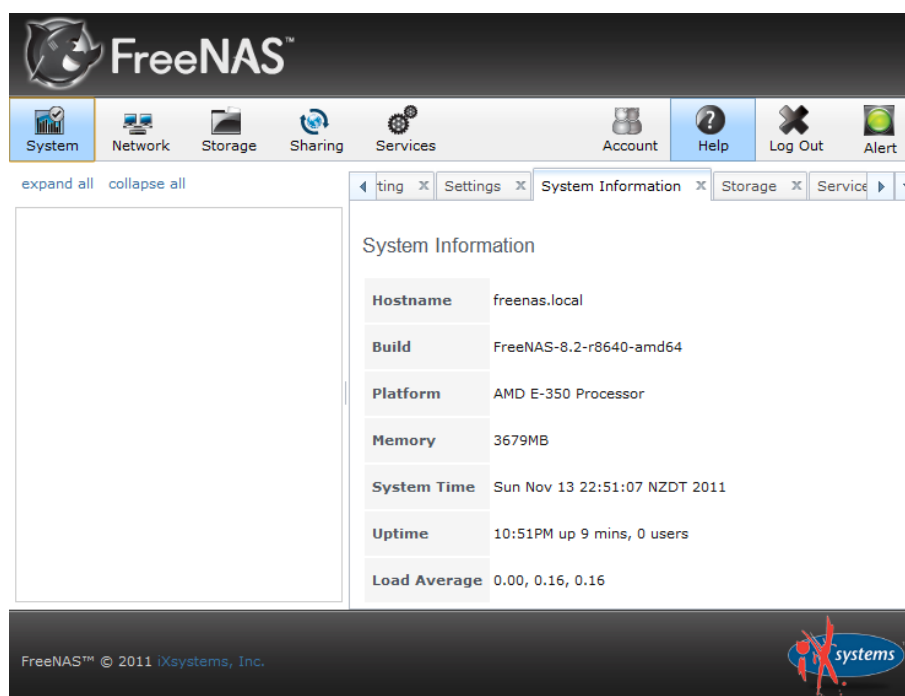 FreeNAS™
System Network Storage Sharing Services Account Help Log Out Alert
expand all collapse all
ting x Settings x System Information x Storage x Service
System Information
Hostname freenas.local
Build FreeNAS-8.2-r8640-amd64
Platform AMD E-350 Processor
Memory 3679MB
System Time Sun Nov 13 22:51:07 NZDT 2011
Uptime 10:51PM up 9 mins, 0 users
Load Average 0.00, 0.16, 0.16
FreeNAS™ © 2011 iXsystems, Inc.
iXsystems